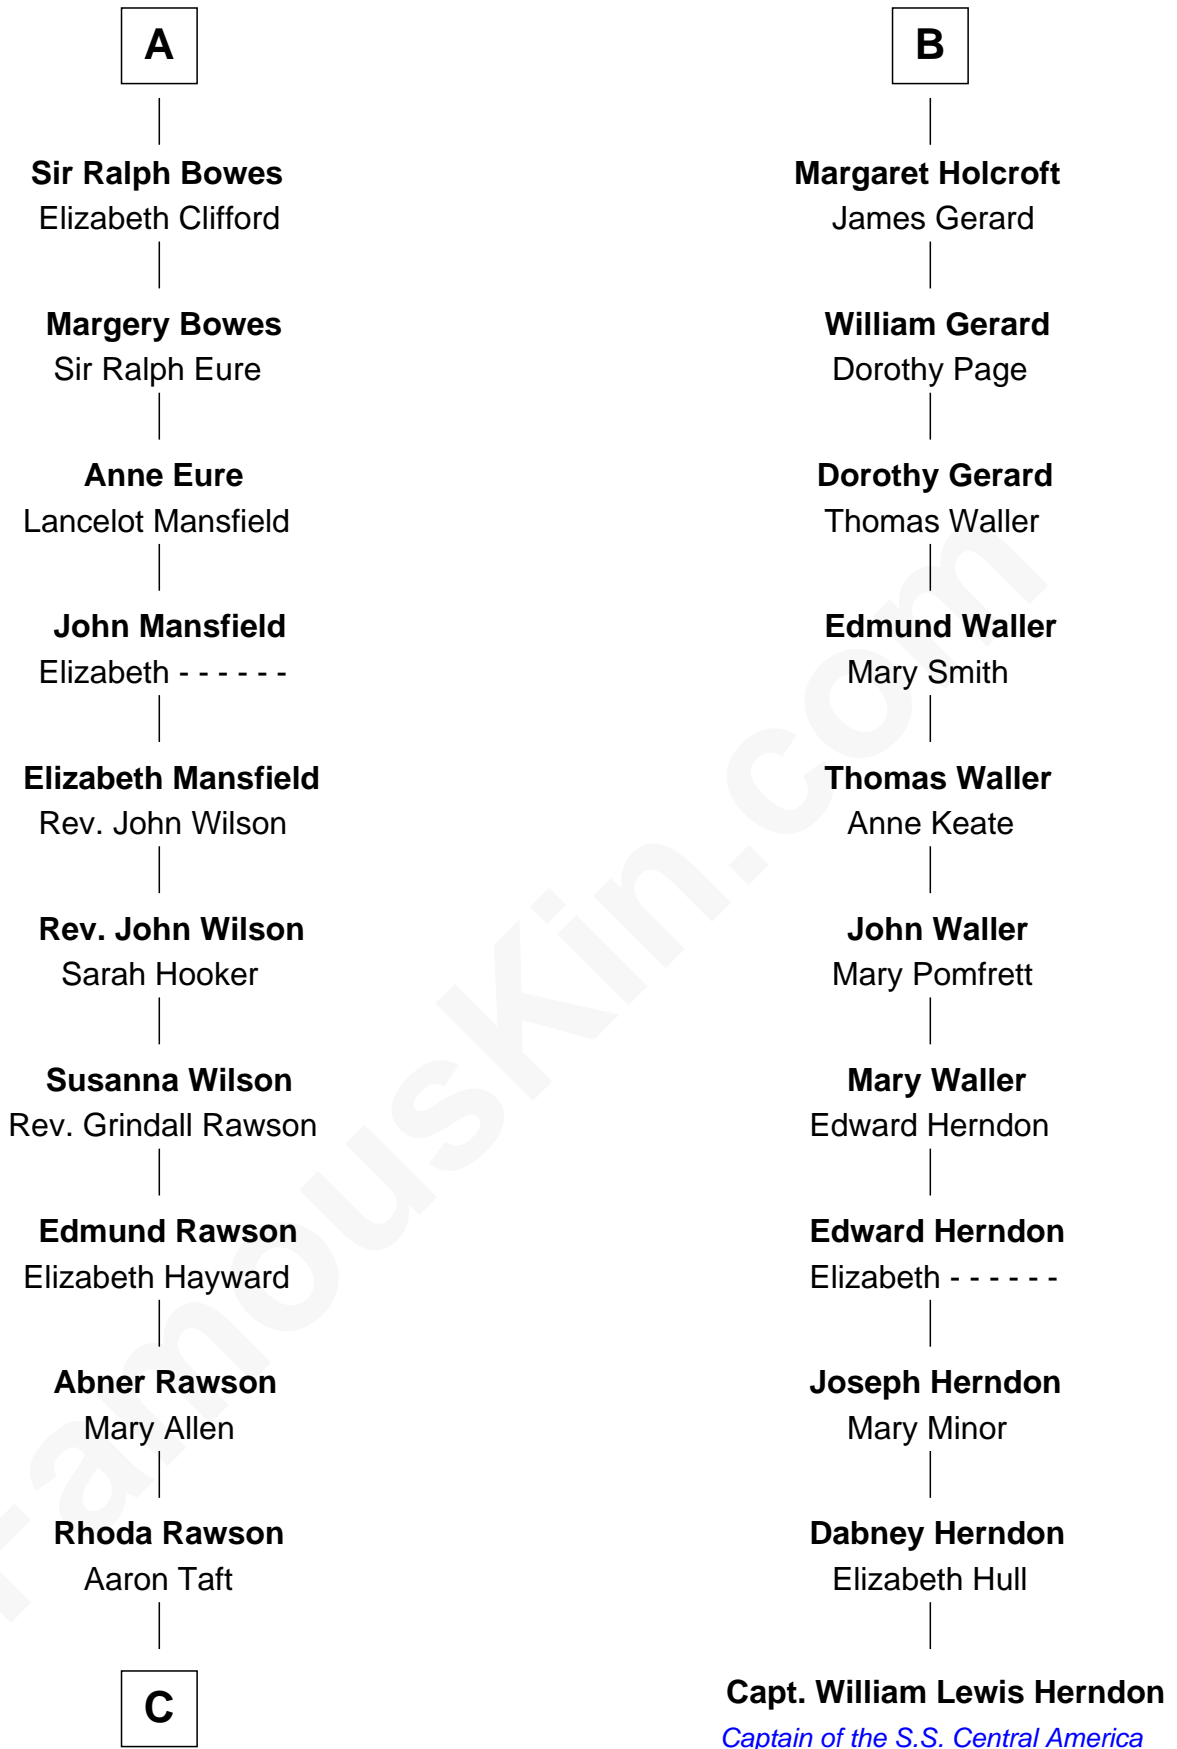 A
Sir Ralph Bowes
Elizabeth Clifford
Margery Bowes
Sir Ralph Eure
Anne Eure
Lancelot Mansfield
John Mansfield
Elizabeth - - - - - -
Elizabeth Mansfield
Rev. John Wilson
Rev. John Wilson
Sarah Hooker
Susanna Wilson
Rev. Grindall Rawson
Edmund Rawson
Elizabeth Hayward
Abner Rawson
Mary Allen
Rhoda Rawson
Aaron Taft
C
B
Margaret Holcroft
James Gerard
William Gerard
Dorothy Page
Dorothy Gerard
Thomas Waller
Edmund Waller
Mary Smith
Thomas Waller
Anne Keate
John Waller
Mary Pomfrett
Mary Waller
Edward Herndon
Edward Herndon
Elizabeth - - - - - -
Joseph Herndon
Mary Minor
Dabney Herndon
Elizabeth Hull
Capt. William Lewis Herndon
Captain of the S.S. Central America
FamousKin.com